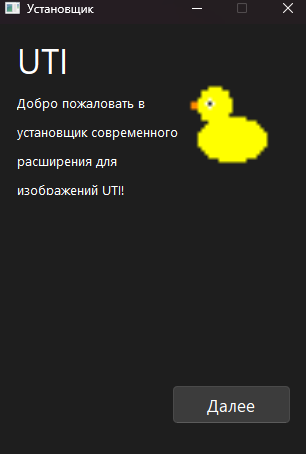 Установщик
UTI
Добро пожаловать в
установщик современного
расширения для
изображений UTI!
Далее